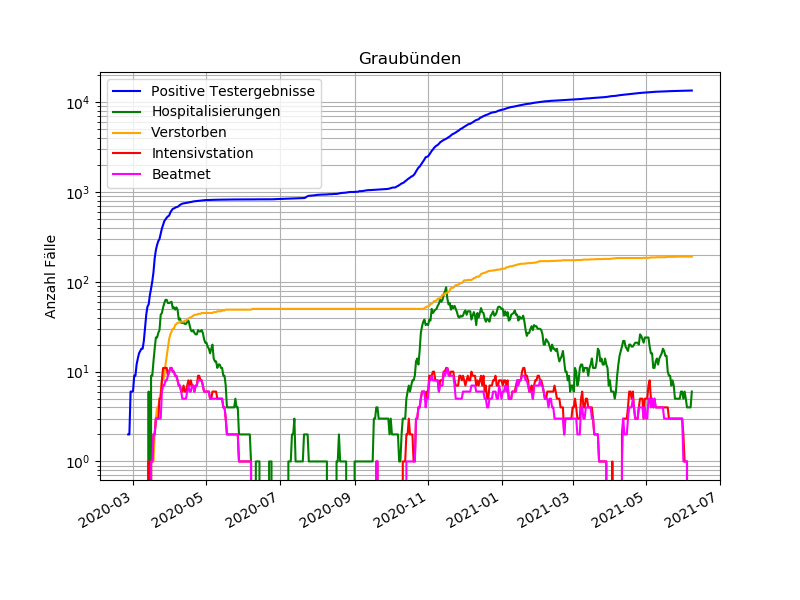 Graubünden
Positive Testergebnisse
Hospitalisierungen
Verstorben
Intensivstation
Beatmet
Anzahl Fälle
10⁴
10³
10²
10¹
10⁰
2020-03
2020-05
2020-07
2020-09
2020-11
2021-01
2021-03
2021-05
2021-07